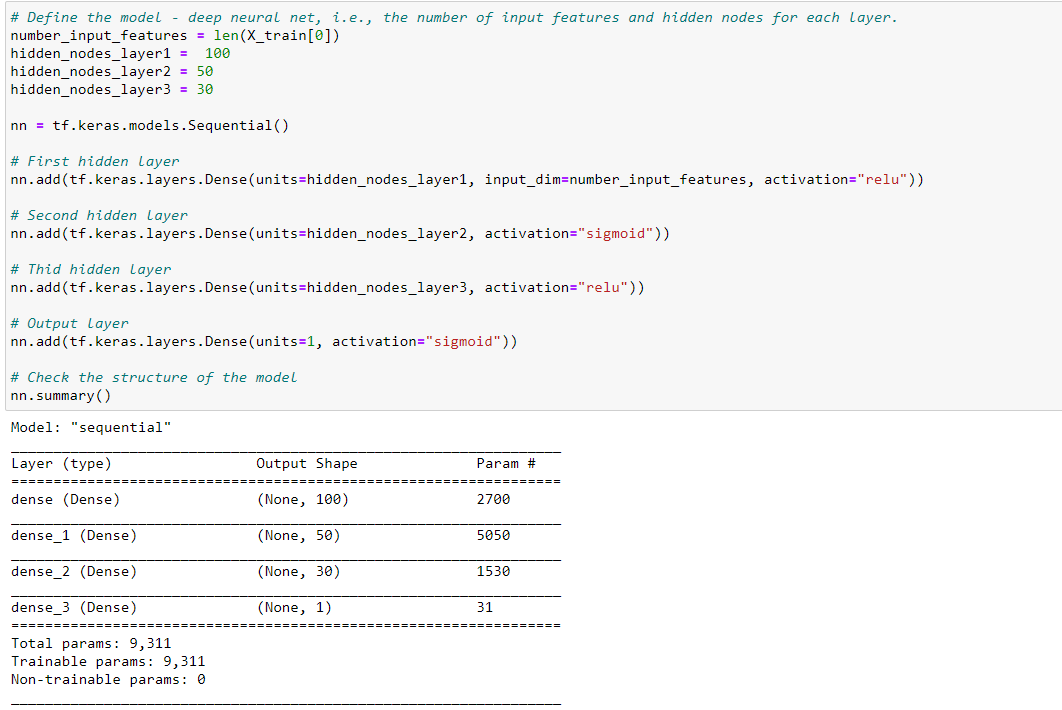 # Define the model - deep neural net, i.e., the number of input features and hidden nodes for each layer.
number_input_features = len(X_train[0])
hidden_nodes_layer1 =  100
hidden_nodes_layer2 = 50
hidden_nodes_layer3 = 30

nn = tf.keras.models.Sequential()

# First hidden layer
nn.add(tf.keras.layers.Dense(units=hidden_nodes_layer1, input_dim=number_input_features, activation="relu"))

# Second hidden layer
nn.add(tf.keras.layers.Dense(units=hidden_nodes_layer2, activation="sigmoid"))

# Thid hidden layer
nn.add(tf.keras.layers.Dense(units=hidden_nodes_layer3, activation="relu"))

# Output layer
nn.add(tf.keras.layers.Dense(units=1, activation="sigmoid"))

# Check the structure of the model
nn.summary()
Model: "sequential"
_________________________________________________________________
Layer (type)                 Output Shape              Param #
=================================================================
dense (Dense)                (None, 100)               2700
_________________________________________________________________
dense_1 (Dense)              (None, 50)                5050
_________________________________________________________________
dense_2 (Dense)              (None, 30)                1530
_________________________________________________________________
dense_3 (Dense)              (None, 1)                 31
=================================================================
Total params: 9,311
Trainable params: 9,311
Non-trainable params: 0
_________________________________________________________________